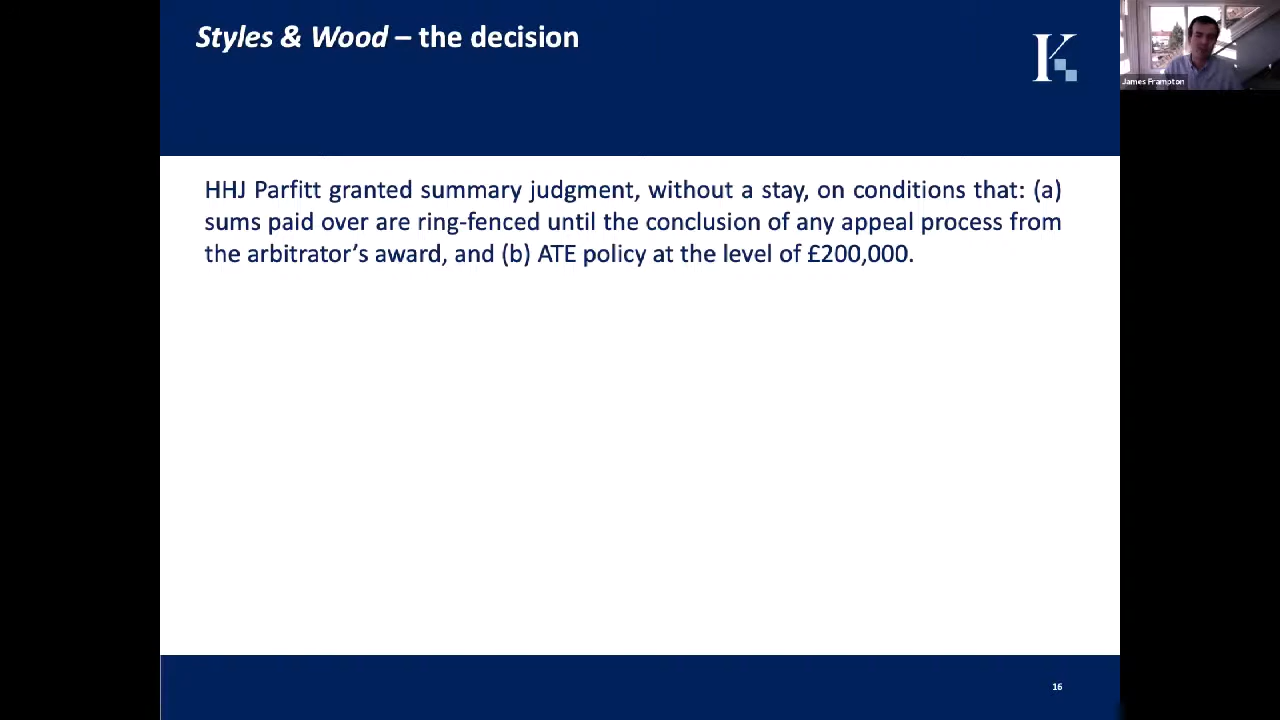 Styles & Wood – the decision
K
James Frampton
HHJ Parfitt granted summary judgment, without a stay, on conditions that: (a)
sums paid over are ring-fenced until the conclusion of any appeal process from
the arbitrator’s award, and (b) ATE policy at the level of £200,000.
16